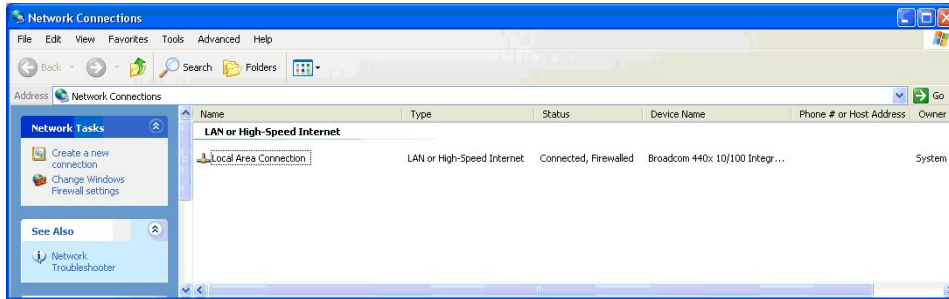 Network Connections
File Edit View Favorites Tools Advanced Help
Back Search Folders
Address Network Connections Go
Name Type Status Device Name Phone # or Host Address Owner
Network Tasks
Create a new
connection
Change Windows
Firewall settings
See Also
Network
Troubleshooter
LAN or High-Speed Internet
Local Area Connection LAN or High-Speed Internet Connected, Firewalled Broadcom 440x 10/100 Integr... System